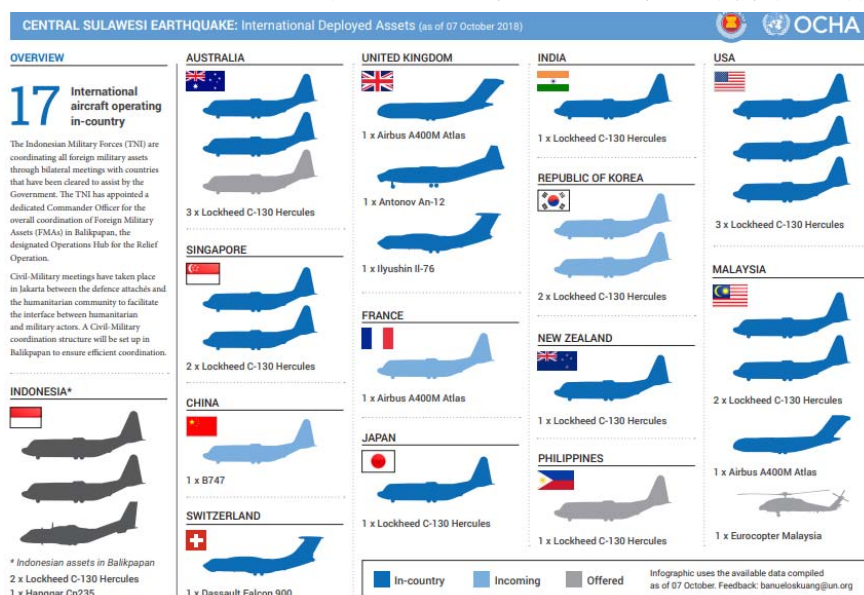 CENTRAL SULAWESI EARTHQUAKE: International Deployed Assets (as of 07 October 2018)
OCHA
OVERVIEW
17
International
aircraft operating
in-country
The Indonesian Military Forces (TNI) are
coordinating all foreign military assets
through bilateral meetings with countries
that have been cleared to assist by the
Government. The TNI has appointed a
dedicated Commander Officer for the
overall coordination of Foreign Military
Assets (FMAs) in Balikpapan, the
designated Operations Hub for the Relief
Operation.
Civil-Military meetings have taken place
in Jakarta between the defence attachés and
the humanitarian community to facilitate
the interface between humanitarian
and military actors. A Civil-Military
coordination structure will be set up in
Balikpapan to ensure efficient coordination.
INDONESIA*
* Indonesian assets in Balikpapan
2 x Lockheed C-130 Hercules
1 x Hanggar Cn235
AUSTRALIA
3 x Lockheed C-130 Hercules
SINGAPORE
2 x Lockheed C-130 Hercules
CHINA
1 x B747
SWITZERLAND
1 x Dassault Falcon 900
UNITED KINGDOM
1 x Airbus A400M Atlas
1 x Antonov An-12
1 x Ilyushin Il-76
FRANCE
1 x Airbus A400M Atlas
JAPAN
1 x Lockheed C-130 Hercules
INDIA
1 x Lockheed C-130 Hercules
REPUBLIC OF KOREA
2 x Lockheed C-130 Hercules
NEW ZEALAND
1 x Lockheed C-130 Hercules
PHILIPPINES
1 x Lockheed C-130 Hercules
USA
3 x Lockheed C-130 Hercules
MALAYSIA
2 x Lockheed C-130 Hercules
1 x Airbus A400M Atlas
1 x Eurocopter Malaysia
In-country
Incoming
Offered
Infographic uses the available data compiled
as of 07 October. Feedback: banueloskuang@un.org